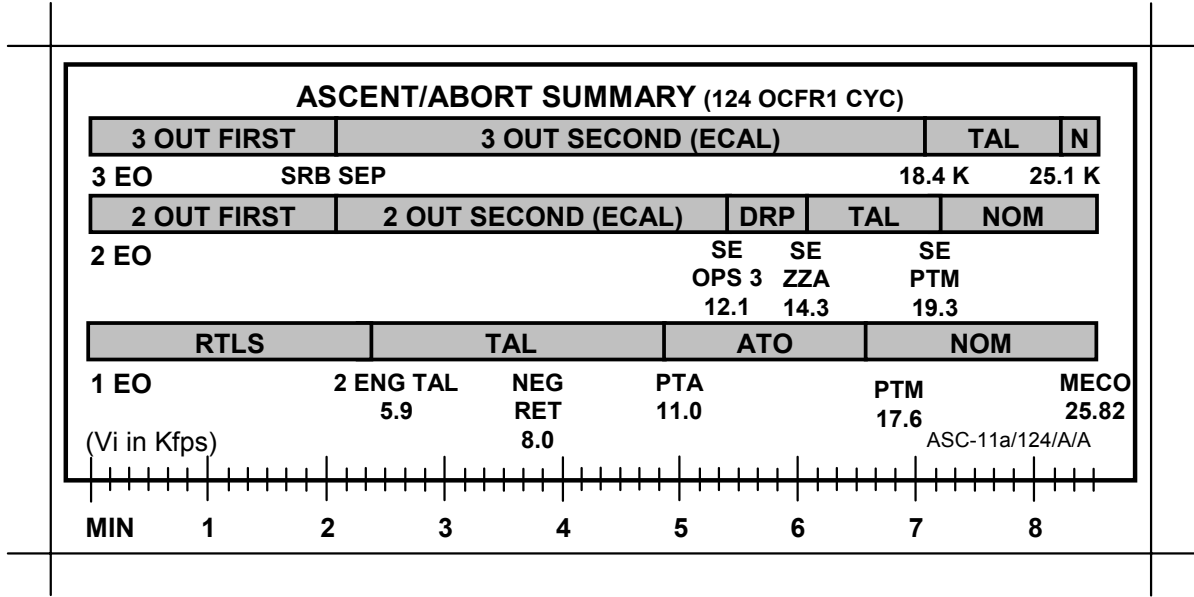 ASCENT/ABORT SUMMARY (124 OCFR1 CYC)
3 OUT FIRST 3 OUT SECOND (ECAL) TAL N
3 EO SRB SEP 18.4 K 25.1 K
2 OUT FIRST 2 OUT SECOND (ECAL) DRP TAL NOM
2 EO SE SE SE
OPS 3 ZZA PTM
12.1 14.3 19.3
RTLS TAL ATO NOM
1 EO 2 ENG TAL NEG PTA PTM MECO
5.9 RET 11.0 17.6 25.82
(Vi in Kfps) 8.0 ASC-11a/124/A/A
MIN 1 2 3 4 5 6 7 8